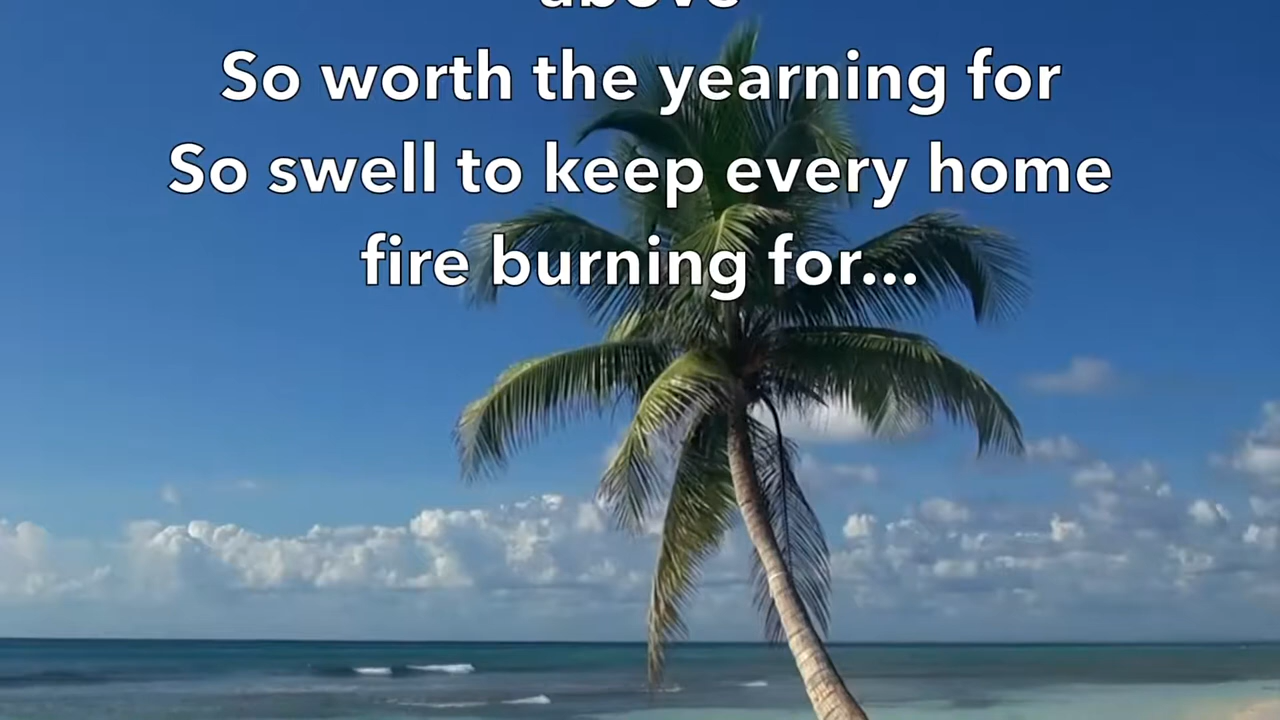 above
So worth the yearning for
So swell to keep every home
fire burning for...